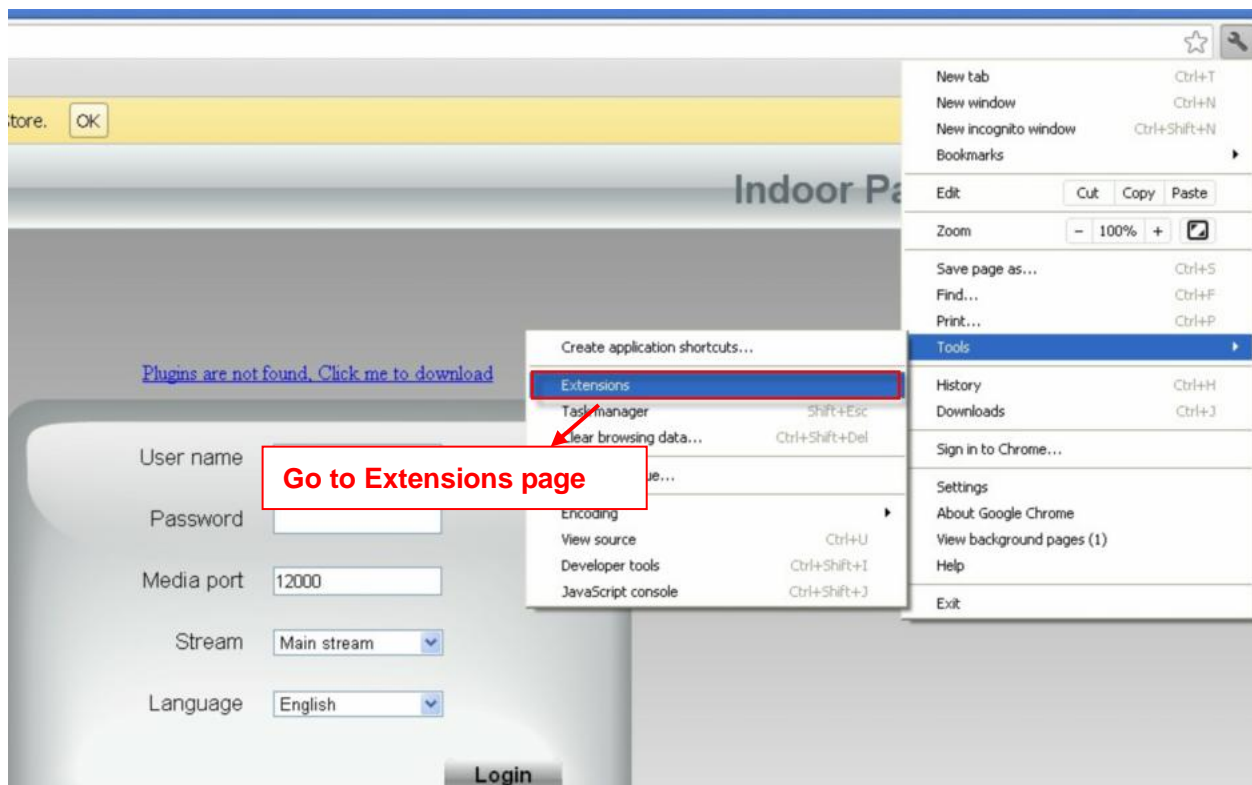 New tab Ctrl+T
New window Ctrl+N
New incognito window Ctrl+Shift+N
Bookmarks
Edit Cut Copy Paste
Zoom - 100% +
Save page as... Ctrl+S
Find... Ctrl+F
Print... Ctrl+P
Tools
History Ctrl+H
Downloads Ctrl+J
Sign in to Chrome...
Settings
About Google Chrome
View background pages (1)
Help
Exit
OK
Indoor
Create application shortcuts...
Extensions
Task manager Shift+Esc
Clear browsing data... Ctrl+Shift+Del
Encoding
View source Ctrl+U
Developer tools Ctrl+Shift+I
JavaScript console Ctrl+Shift+J
Go to Extensions page
Plugins are not found, Click me to download
User name
Password
Media port 12000
Stream Main stream
Language English
Login